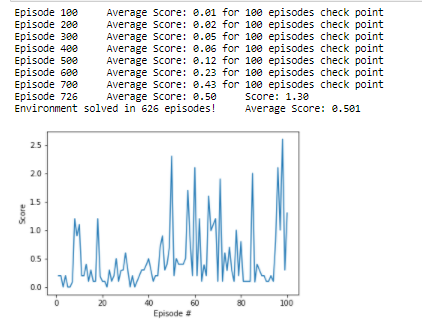 Episode 100 Average Score: 0.01 for 100 episodes check point
Episode 200 Average Score: 0.02 for 100 episodes check point
Episode 300 Average Score: 0.05 for 100 episodes check point
Episode 400 Average Score: 0.06 for 100 episodes check point
Episode 500 Average Score: 0.12 for 100 episodes check point
Episode 600 Average Score: 0.23 for 100 episodes check point
Episode 700 Average Score: 0.43 for 100 episodes check point
Episode 726 Average Score: 0.50 Score: 1.30
Environment solved in 626 episodes! Average Score: 0.501
2.5
2.0
1.5
1.0
0.5
0.0
Score
0 20 40 60 80 100
Episode #